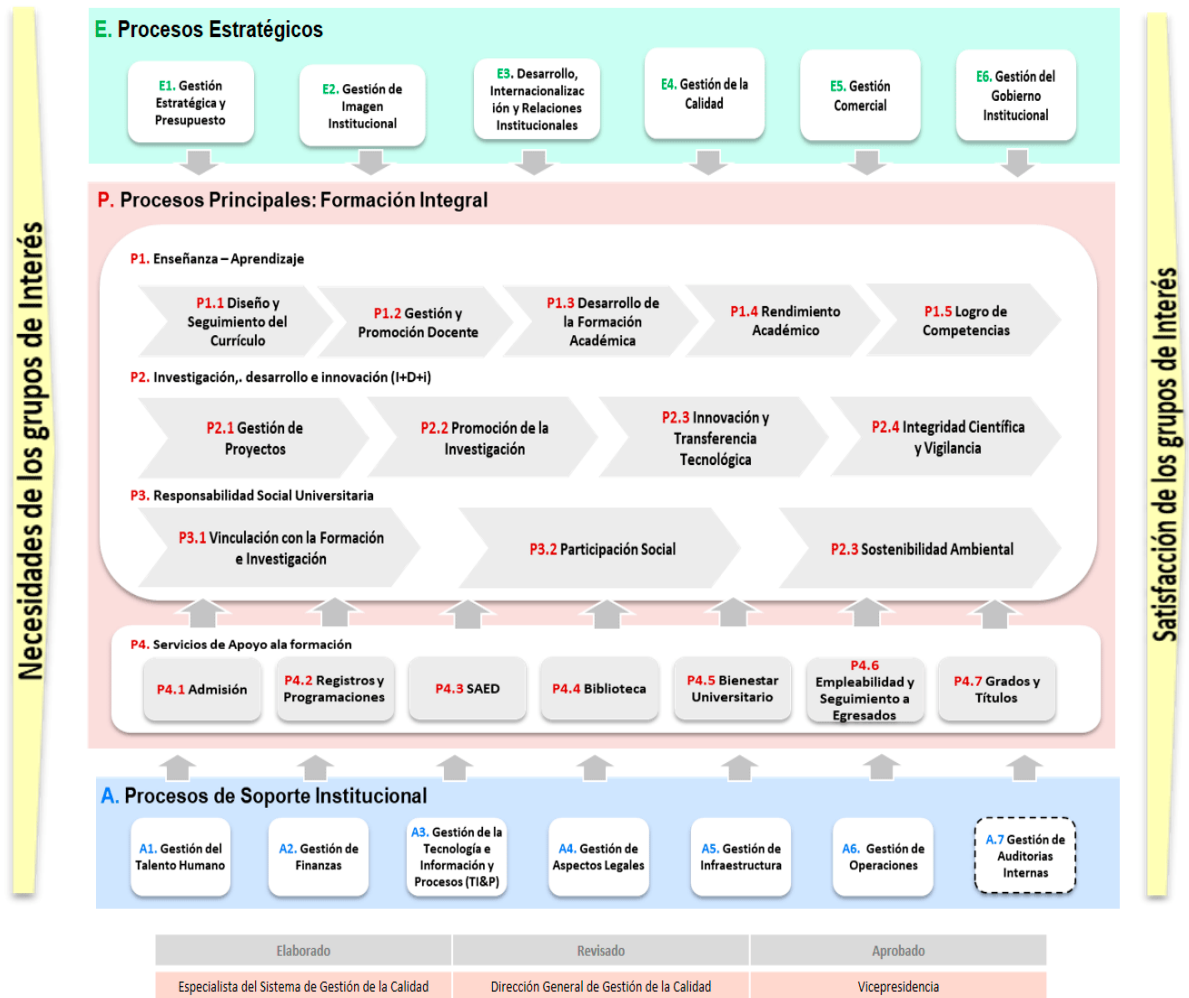 Necesidades de los grupos de Interés
E. Procesos Estratégicos
E1. Gestión
Estratégica y
Presupuesto
E2. Gestión de
Imagen
Institucional
E3. Desarrollo,
Internacionalizac
ión y Relaciones
Institucionales
E4. Gestión de la
Calidad
E5. Gestión
Comercial
E6. Gestión del
Gobierno
Institucional
P. Procesos Principales: Formación Integral
P1. Enseñanza – Aprendizaje
P1.1 Diseño y
Seguimiento del
Currículo
P1.2 Gestión y
Promoción Docente
P1.3 Desarrollo de
la Formación
Académica
P1.4 Rendimiento
Académico
P1.5 Logro de
Competencias
P2. Investigación,. desarrollo e innovación (I+D+i)
P2.1 Gestión de
Proyectos
P2.2 Promoción de la
Investigación
P2.3 Innovación y
Transferencia
Tecnológica
P2.4 Integridad Científica
y Vigilancia
P3. Responsabilidad Social Universitaria
P3.1 Vinculación con la Formación
e Investigación
P3.2 Participación Social
P2.3 Sostenibilidad Ambiental
P4. Servicios de Apoyo ala formación
P4.1 Admisión
P4.2 Registros y
Programaciones
P4.3 SAED
P4.4 Biblioteca
P4.5 Bienestar
Universitario
P4.6
Empleabilidad y
Seguimiento a
Egresados
P4.7 Grados y
Títulos
A. Procesos de Soporte Institucional
A1. Gestión del
Talento Humano
A2. Gestión de
Finanzas
A3. Gestión de la
Tecnología e
Información y
Procesos (TI&P)
A4. Gestión de
Aspectos Legales
A5. Gestión de
Infraestructura
A6. Gestión de
Operaciones
A.7 Gestión de
Auditorias
Internas
Satisfacción de los grupos de Interés
Elaborado
Revisado
Aprobado
Especialista del Sistema de Gestión de la Calidad
Dirección General de Gestión de la Calidad
Vicepresidencia